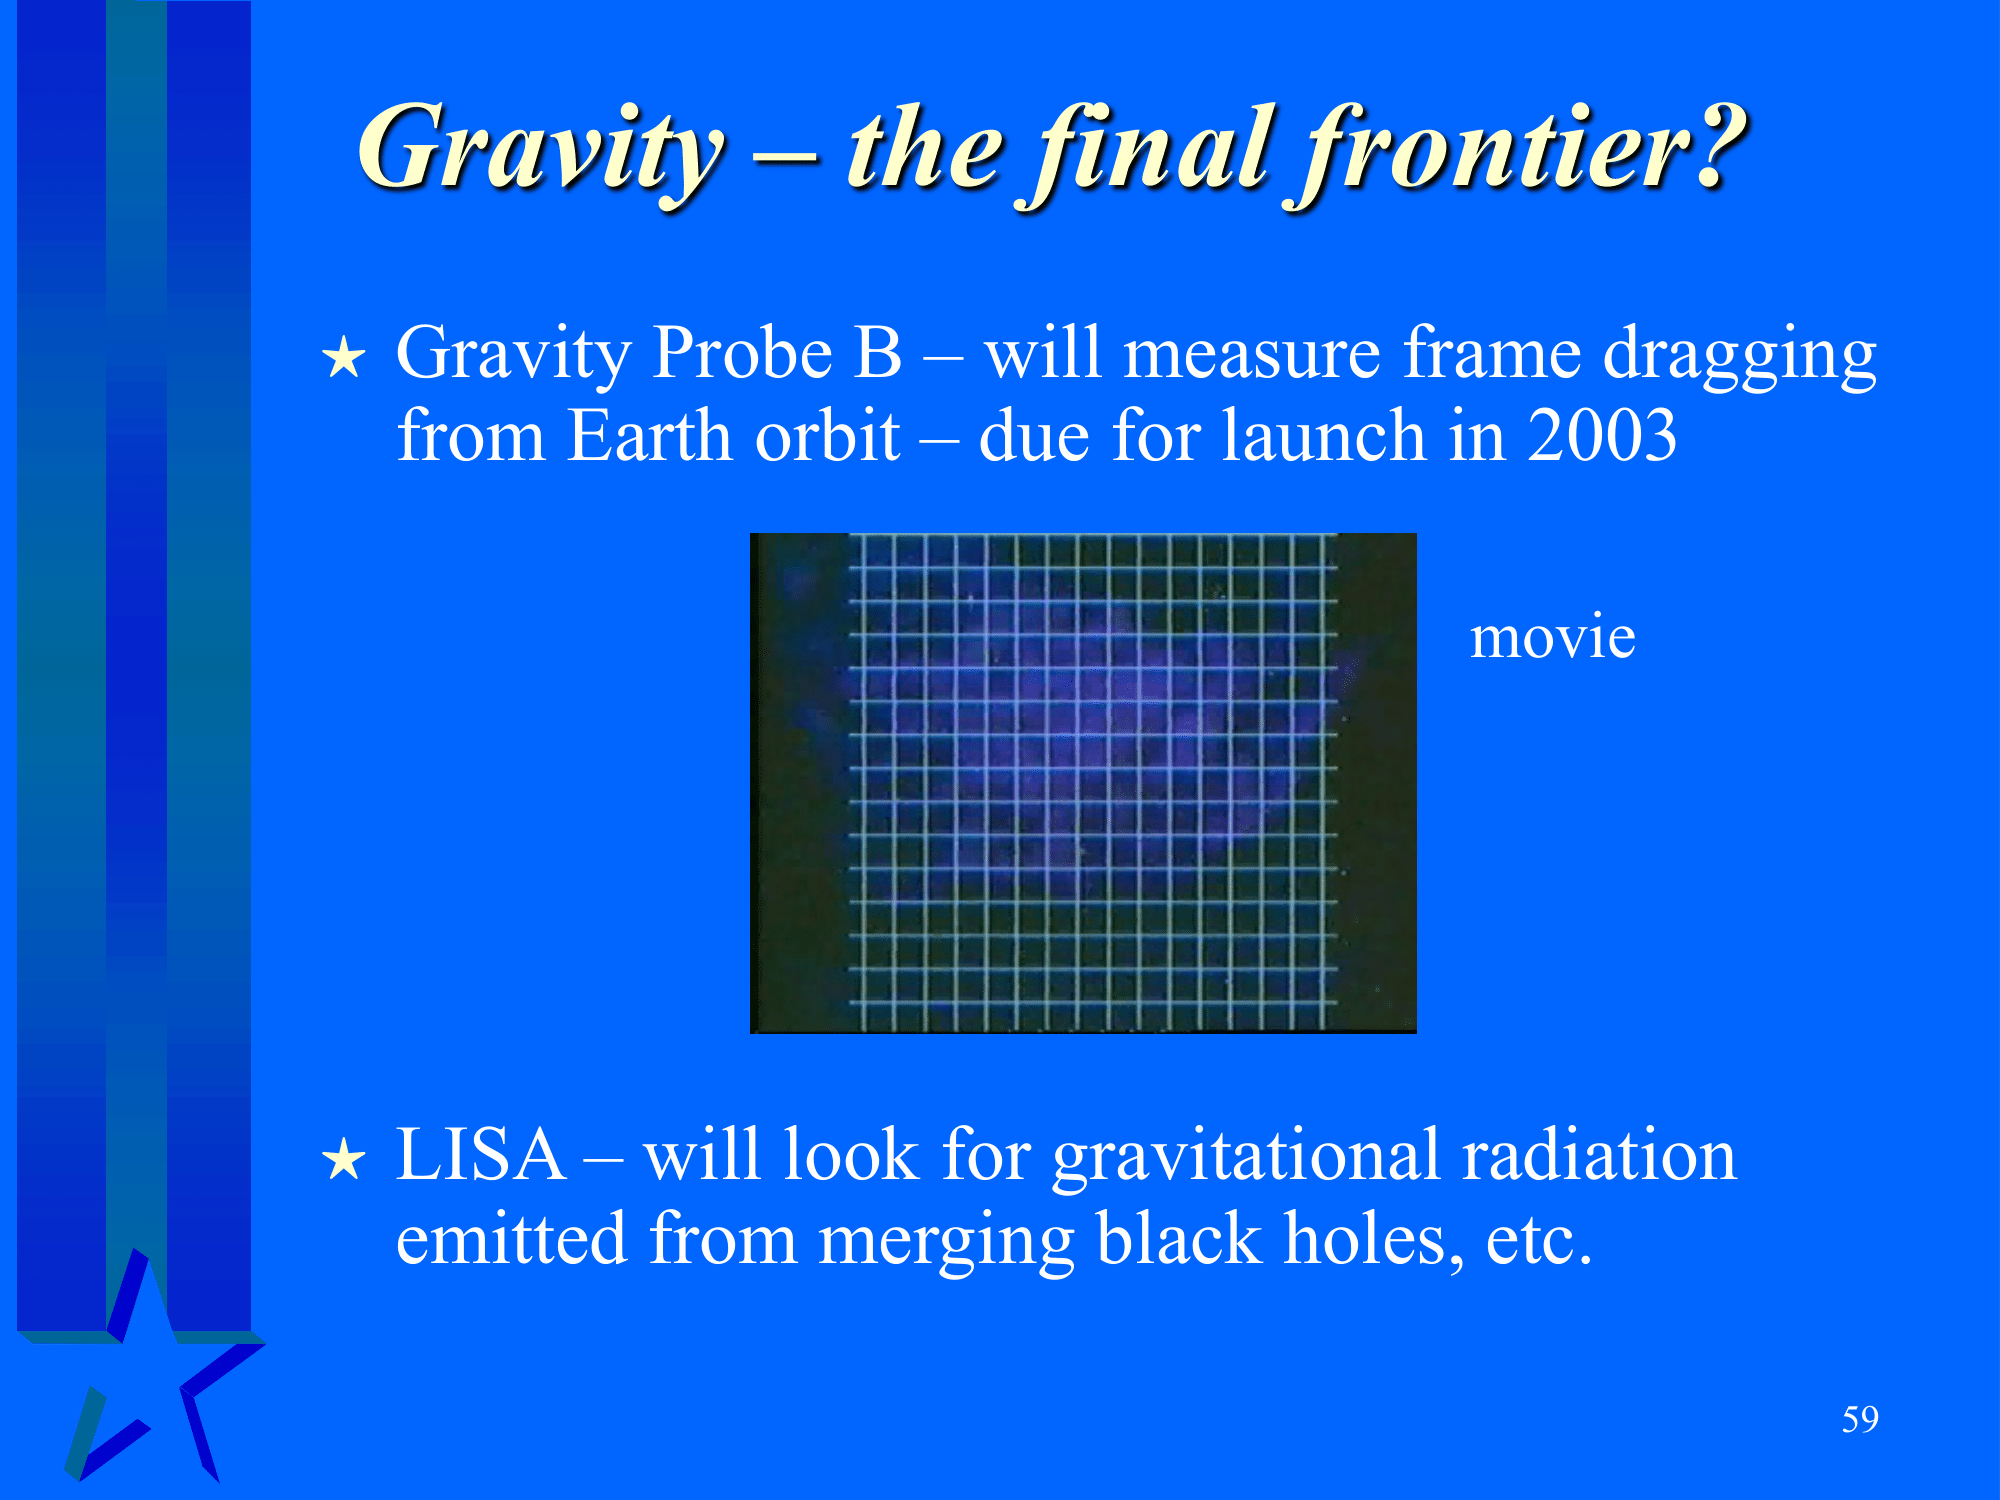 Gravity – the final frontier?
Gravity Probe B – will measure frame dragging
from Earth orbit – due for launch in 2003
movie
LISA – will look for gravitational radiation
emitted from merging black holes, etc.
59